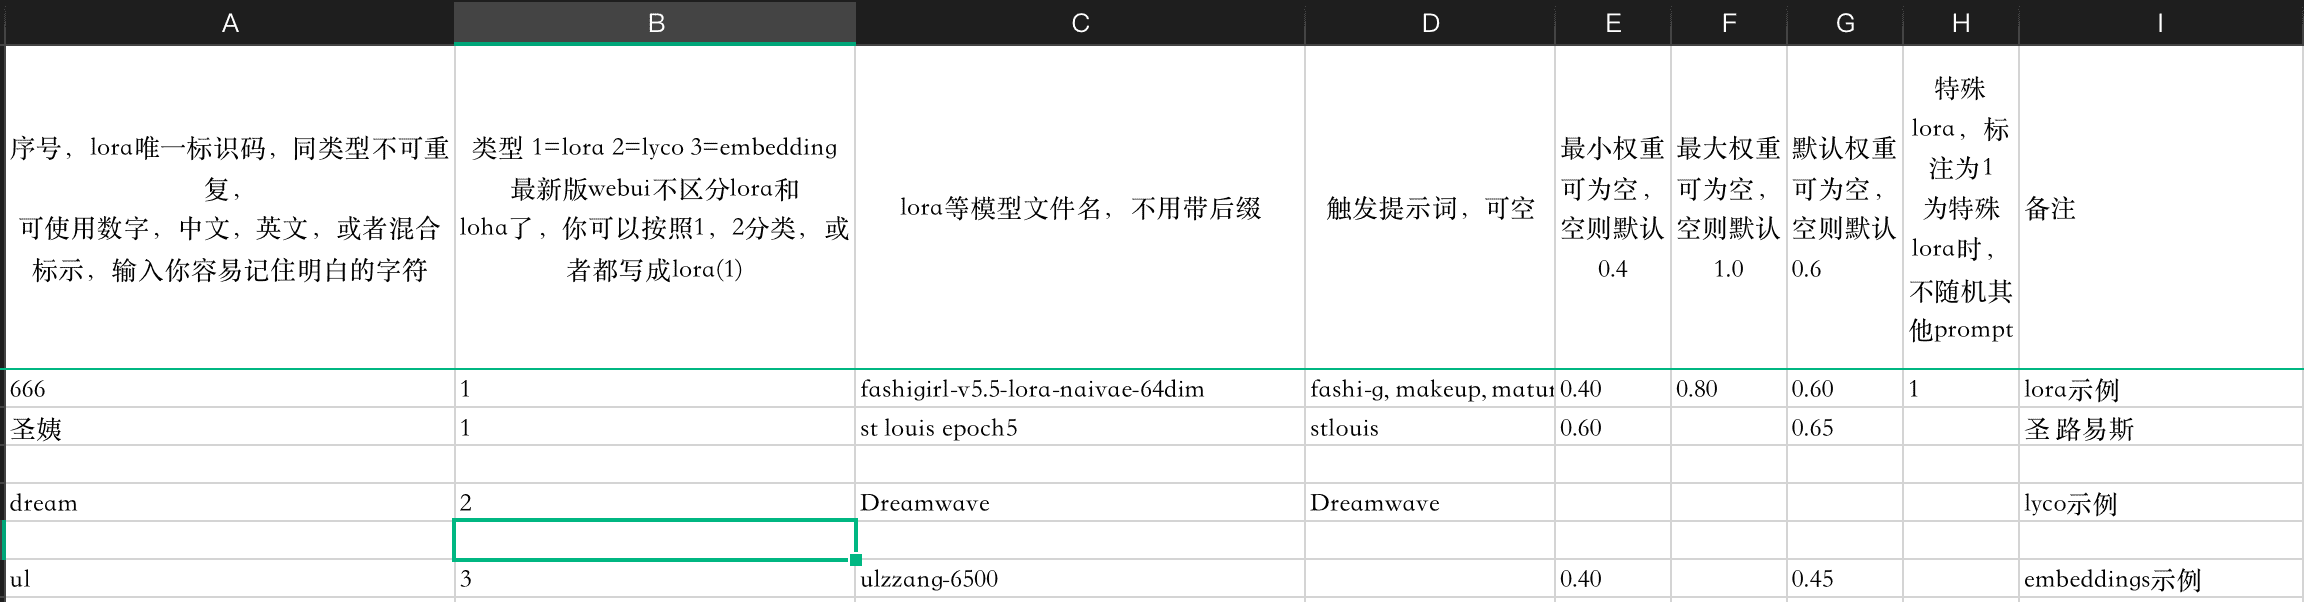 A B C D E F G H I
序号，lora唯一标识码，同类型不可重
复，
可使用数字，中文，英文，或者混合
标示，输入你容易记住明白的字符
类型 1=lora 2=lyco 3=embedding
最新版webui不区分lora和
loha了，你可以按照1，2分类，或
者都写成lora(1)
lora等模型文件名，不用带后缀
触发提示词，可空
最小权重
可为空，
空则默认
0.4
最大权重
可为空，
空则默认
1.0
默认权重
可为空，
空则默认
0.6
特殊
lora，标
注为1
为特殊
lora时，
不随机其
他prompt
备注
666 1 fashigirl-v5.5-lora-naivae-64dim fashi-g, makeup, matur 0.40 0.80 0.60 1 lora示例
圣姨 1 st louis epoch5 stlouis 0.60 0.65 圣 路易斯
dream 2 Dreamwave Dreamwave lyco示例
ul 3 ulzzang-6500 0.40 0.45 embeddings示例